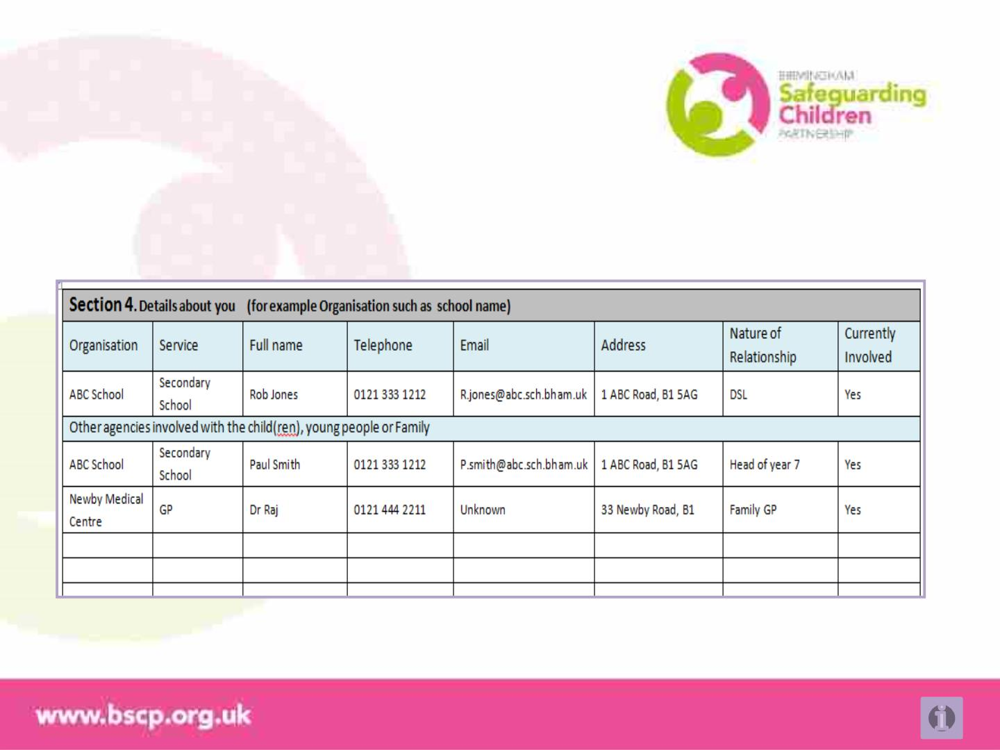 BIRMINGHAM
Safeguarding
Children
PARTNERSHIP
Section 4. Details about you (for example Organisation such as school name)
Organisation Service Full name Telephone Email Address Nature of Relationship Currently Involved
ABC School Secondary School Rob Jones 0121 333 1212 R.jones@abc.sch.bham.uk 1 ABC Road, B1 5AG DSL Yes
Other agencies involved with the child(ren), young people or Family
ABC School Secondary School Paul Smith 0121 333 1212 P.smith@abc.sch.bham.uk 1 ABC Road, B1 5AG Head of year 7 Yes
Newby Medical Centre GP Dr Raj 0121 444 2211 Unknown 33 Newby Road, B1 Family GP Yes
www.bscp.org.uk